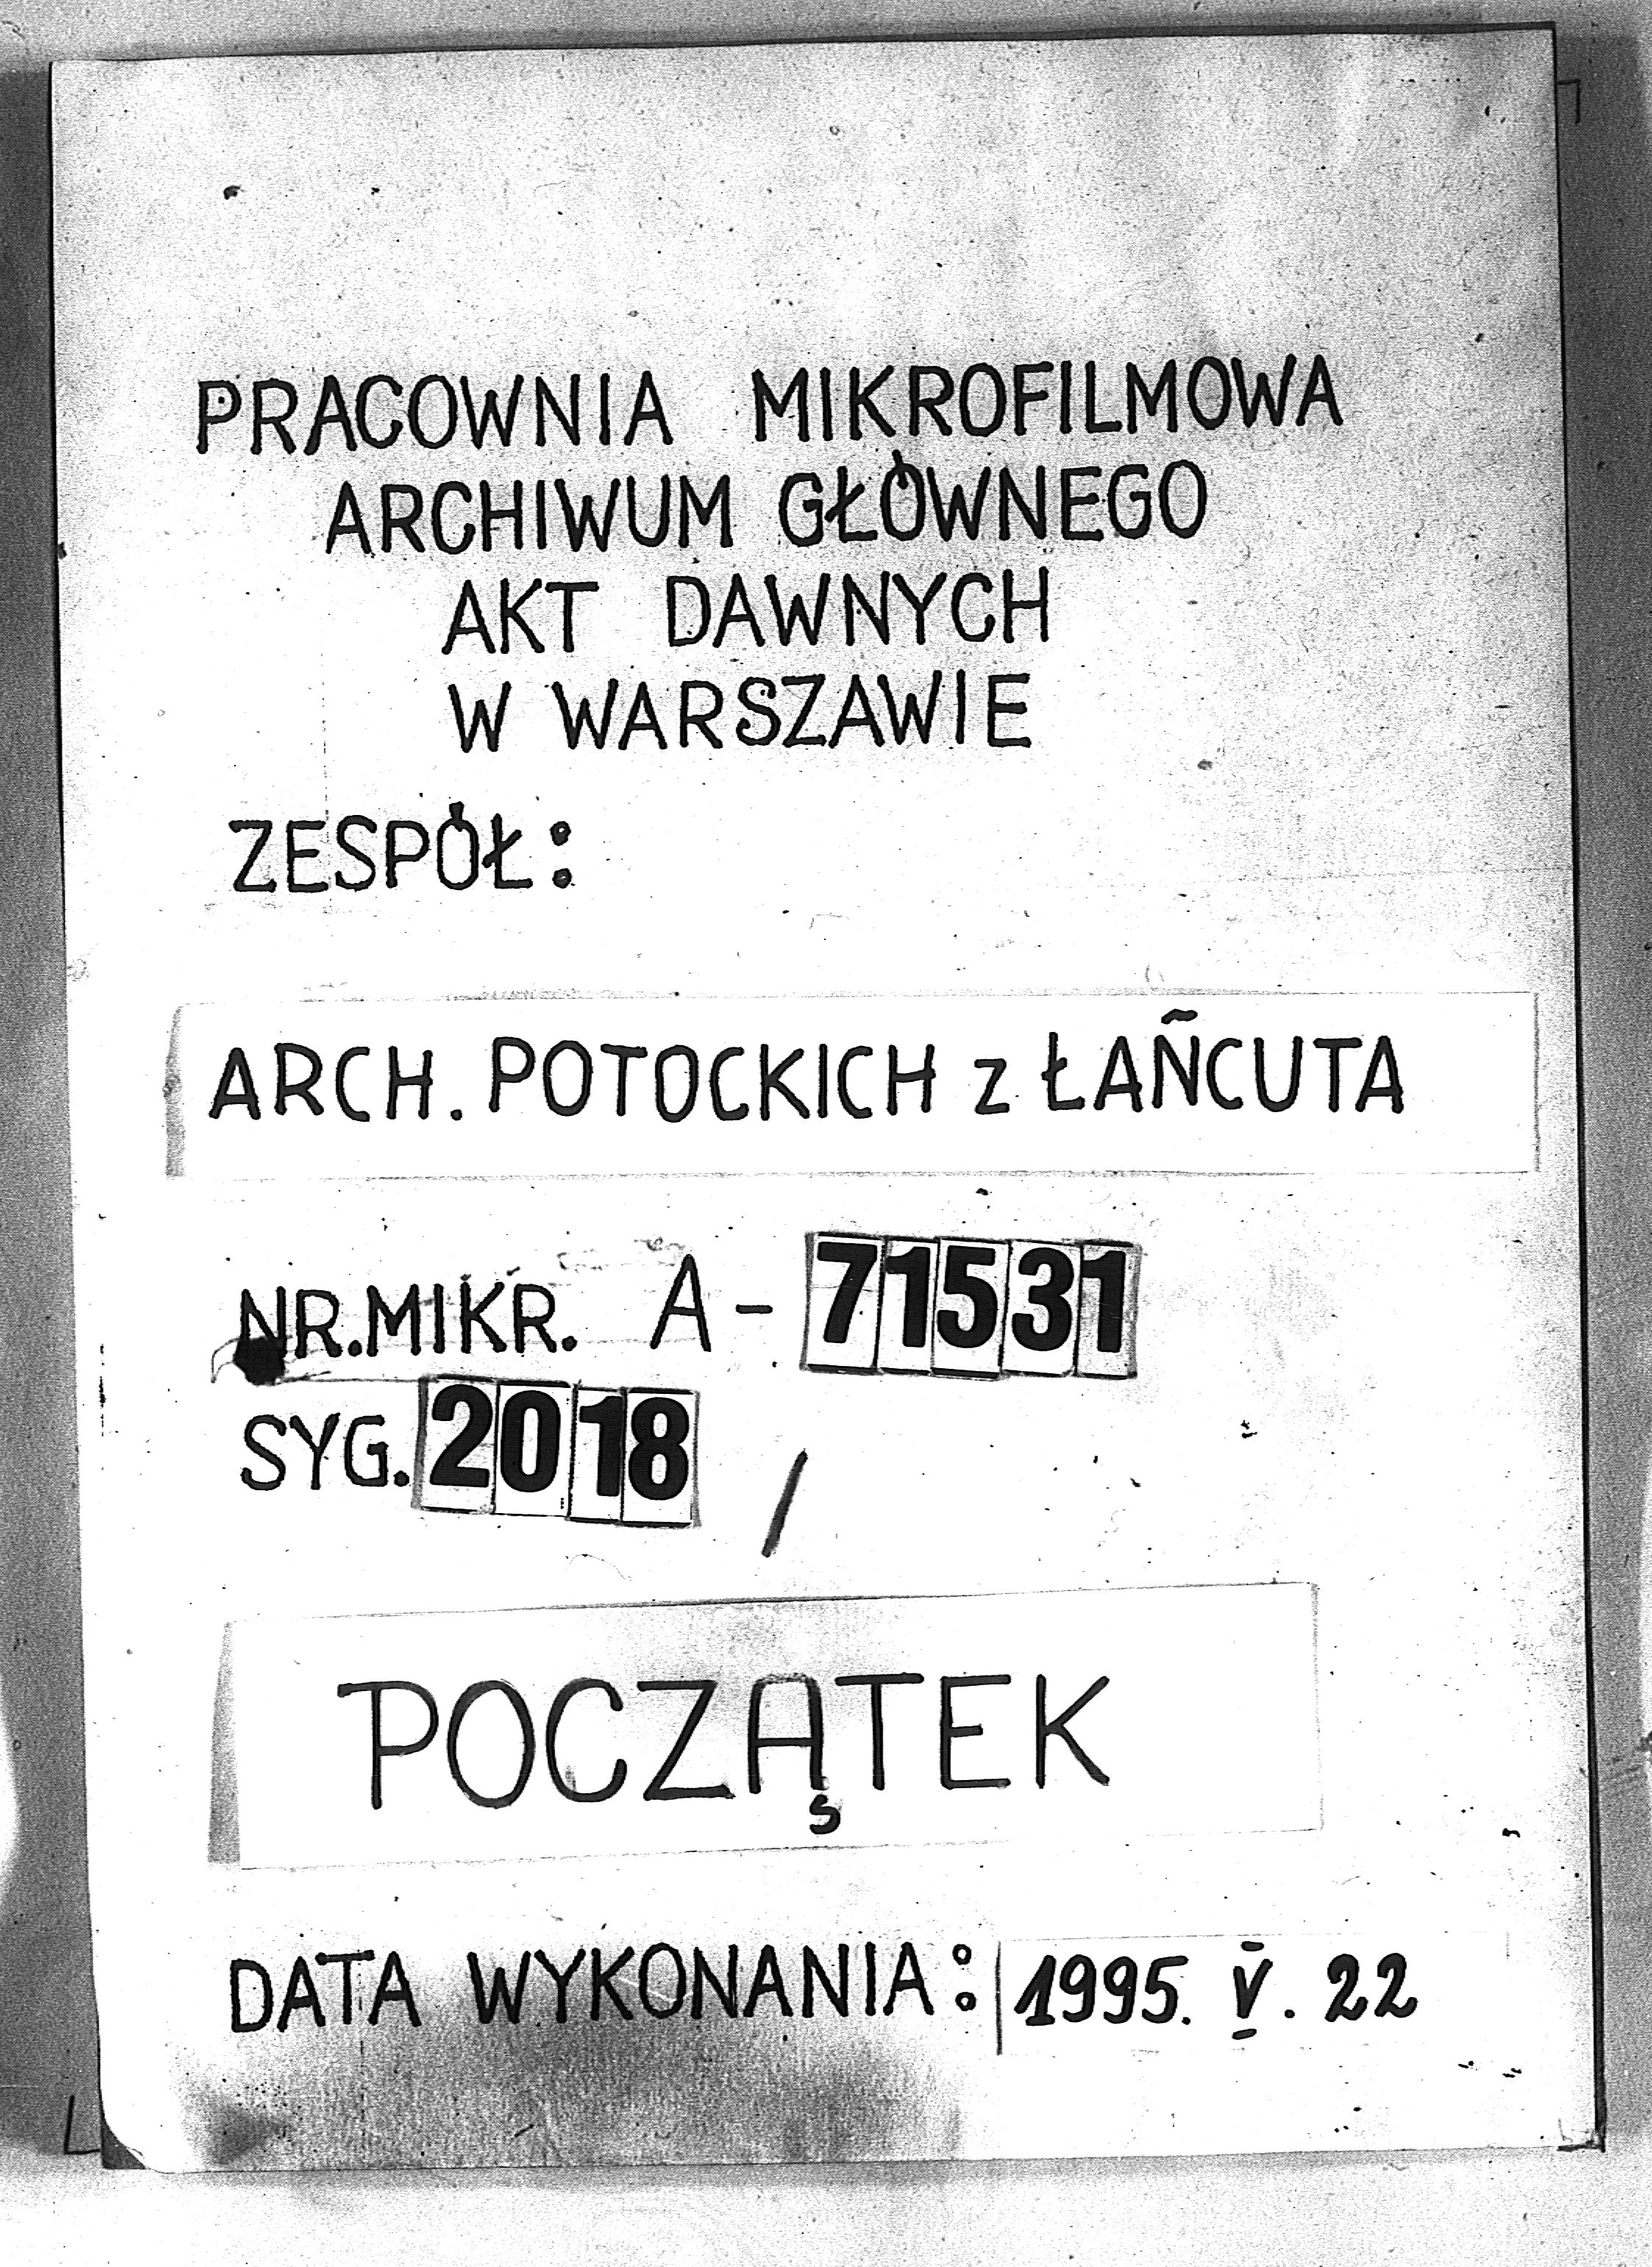 PRACOWNIA MIKROFILMOWA
ARCHIWUM GŁÓWNEGO
AKT DAWNYCH
W WARSZAWIE
ZESPÓŁ:
ARCH. POTOCKICH z ŁAŃCUTA
NR.MIKR. A-71531
SYG. 2018 /
POCZĄTEK
DATA WYKONANIA: 1995. V. 22